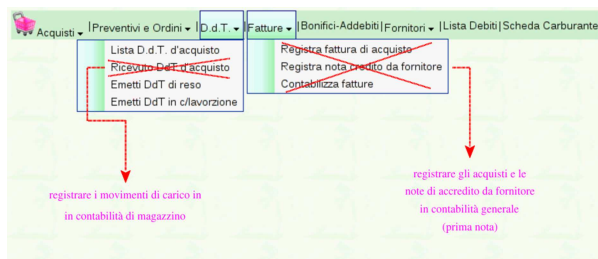 Acquisti
|Preventivi e Ordini
|D.d.T.
|Fatture
|Bonifici-Addebiti|Fornitori
|Lista Debiti|Scheda Carburante
Lista D.d.T. d'acquisto
Ricevuto DdT d'acquisto
Emetti DdT di reso
Emetti DdT in c/lavorzione
Registra fattura di acquisto
Registra nota credito da fornitore
Contabilizza fatture
registrare i movimenti di carico in
in contabilità di magazzino
registrare gli acquisti e le
note di accredito da fornitore
in contabilità generale
(prima nota)